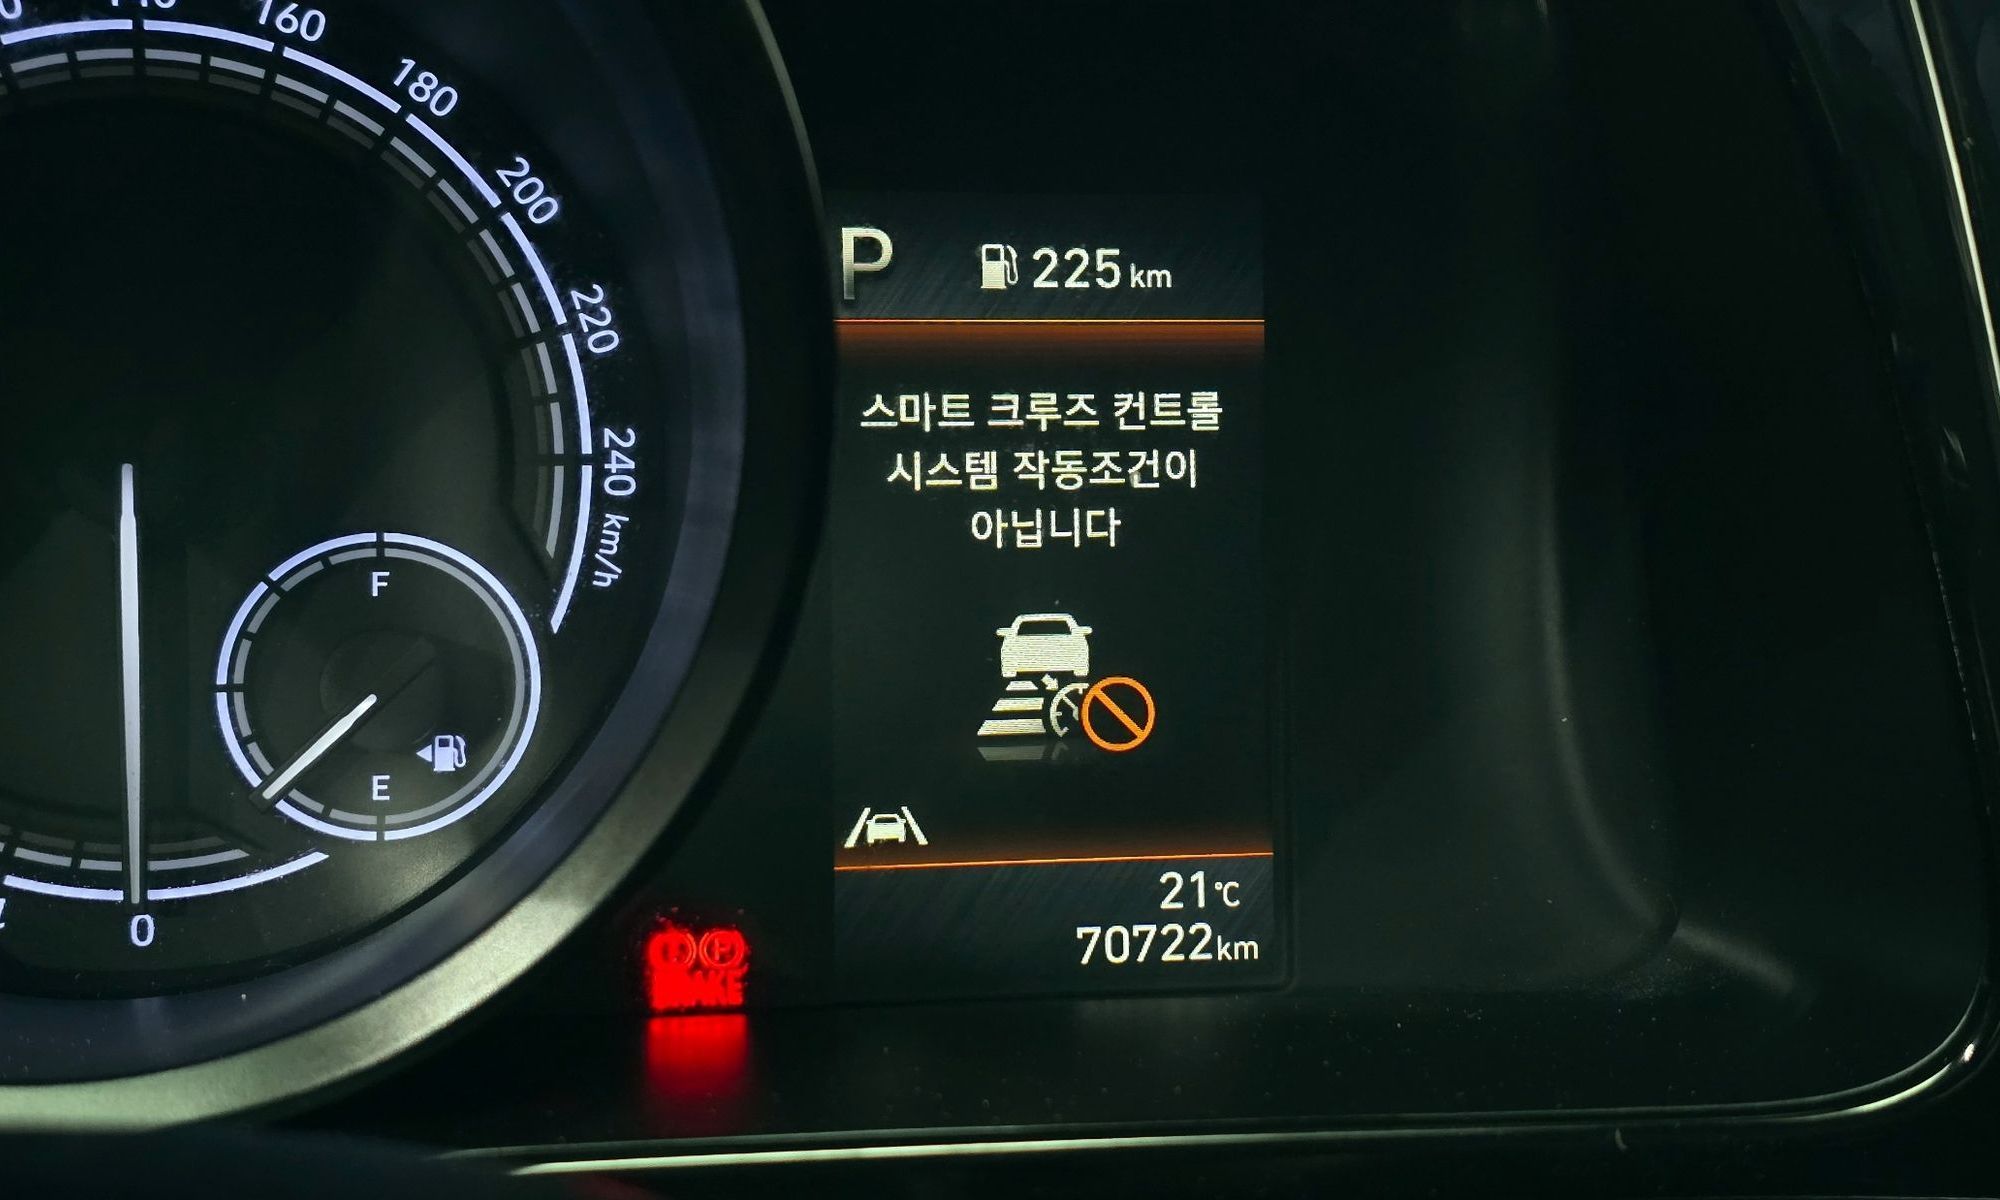 160
180
200
220
240 km/h
0
F
E
P
225 km
스마트 크루즈 컨트롤
시스템 작동조건이
아닙니다
21℃
70722km
BRAKE